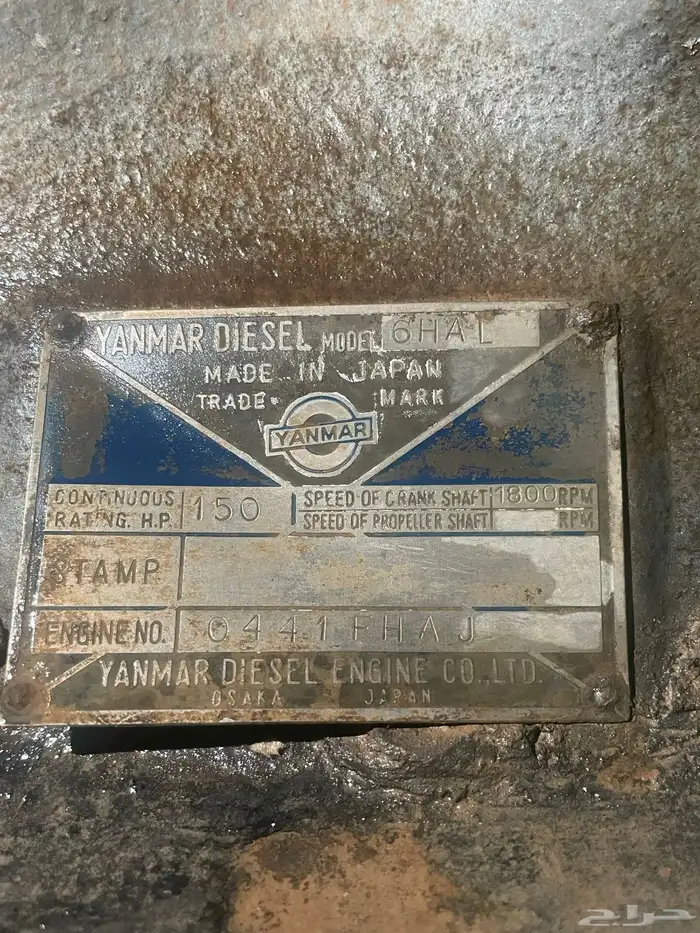 YANMAR DIESEL MODEL 6HAL
MADE IN JAPAN
TRADE MARK
YANMAR
CONTINUOUS RATING. H.P. 150
SPEED OF CRANK SHAFT 1800 RPM
SPEED OF PROPELLER SHAFT RPM
STAMP
ENGINE NO. 0441FHAJ
YANMAR DIESEL ENGINE CO., LTD.
OSAKA JAPAN
حراج